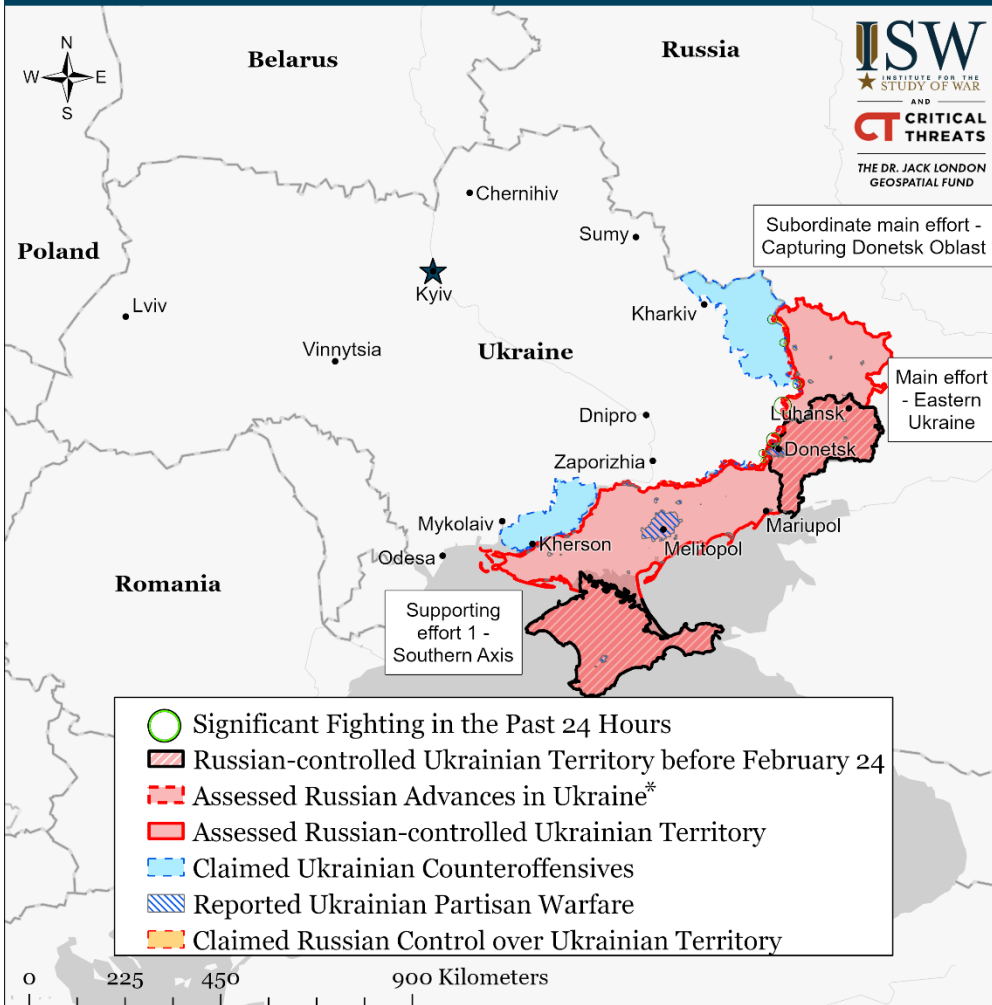 N
W E
S
Belarus
Russia
ISW
INSTITUTE FOR THE
STUDY OF WAR
AND
CT CRITICAL
THREATS
THE DR. JACK LONDON
GEOSPATIAL FUND
Chernihiv
Sumy
Subordinate main effort -
Capturing Donetsk Oblast
Poland
Kyiv
Lviv
Kharkiv
Vinnytsia
Ukraine
Main effort
- Eastern
Ukraine
Dnipro
Luhansk
Donetsk
Zaporizhia
Mykolaiv
Mariupol
Kherson
Melitopol
Odesa
Romania
Supporting
effort 1 -
Southern Axis
Significant Fighting in the Past 24 Hours
Russian-controlled Ukrainian Territory before February 24
Assessed Russian Advances in Ukraine*
Assessed Russian-controlled Ukrainian Territory
Claimed Ukrainian Counteroffensives
Reported Ukrainian Partisan Warfare
Claimed Russian Control over Ukrainian Territory
0 225 450 900 Kilometers